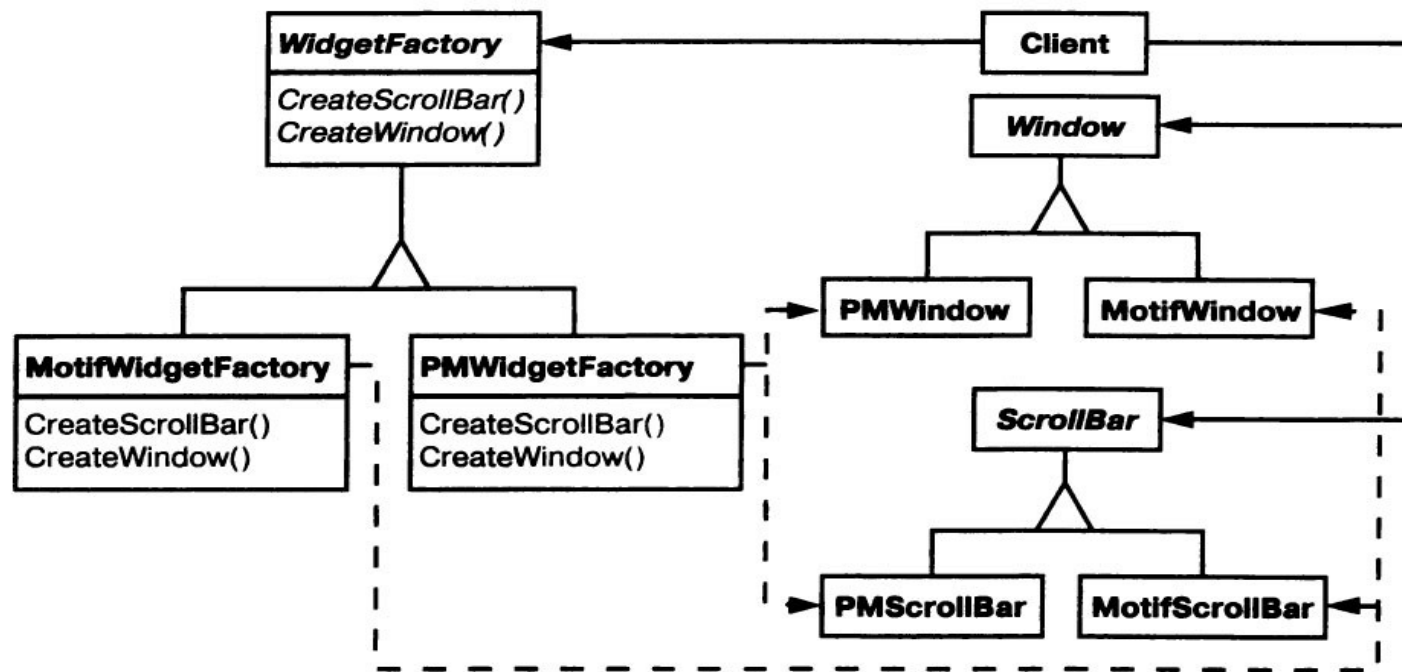 WidgetFactory
CreateScrollBar()
CreateWindow()
Client
Window
PMWindow
MotifWindow
MotifWidgetFactory
CreateScrollBar()
CreateWindow()
PMWidgetFactory
CreateScrollBar()
CreateWindow()
ScrollBar
PMScrollBar
MotifScrollBar